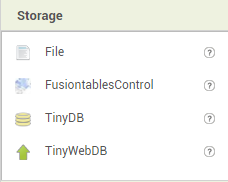 Storage
File
?
FusiontablesControl
?
TinyDB
?
TinyWebDB
?